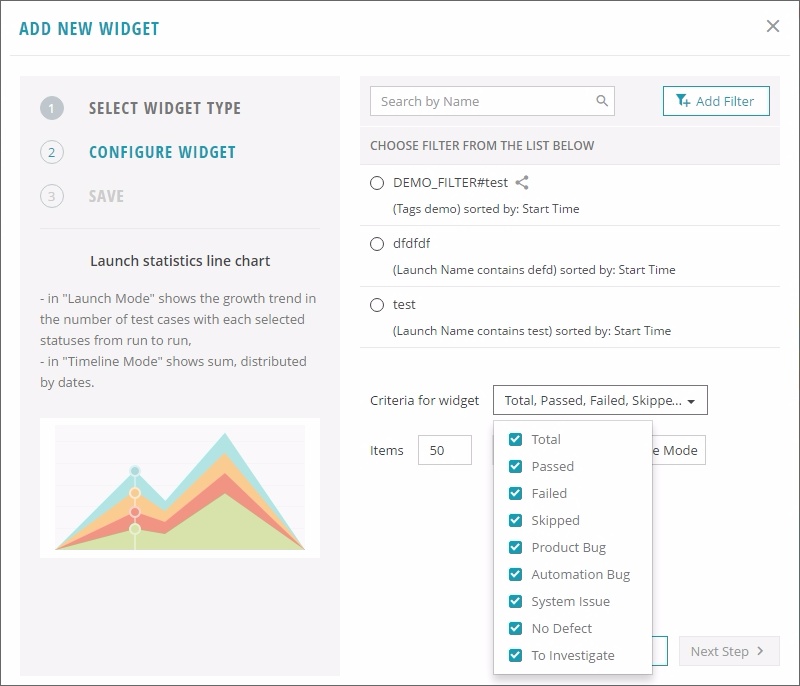 ADD NEW WIDGET
1 SELECT WIDGET TYPE
2 CONFIGURE WIDGET
3 SAVE
Launch statistics line chart
- in "Launch Mode" shows the growth trend in
the number of test cases with each selected
statuses from run to run,
- in "Timeline Mode" shows sum, distributed
by dates.
Search by Name
Add Filter
CHOOSE FILTER FROM THE LIST BELOW
DEMO_FILTER#test
(Tags demo) sorted by: Start Time
dfdfdf
(Launch Name contains defd) sorted by: Start Time
test
(Launch Name contains test) sorted by: Start Time
Criteria for widget Total, Passed, Failed, Skippe...
Items 50 e Mode
Total
Passed
Failed
Skipped
Product Bug
Automation Bug
System Issue
No Defect
To Investigate
Next Step